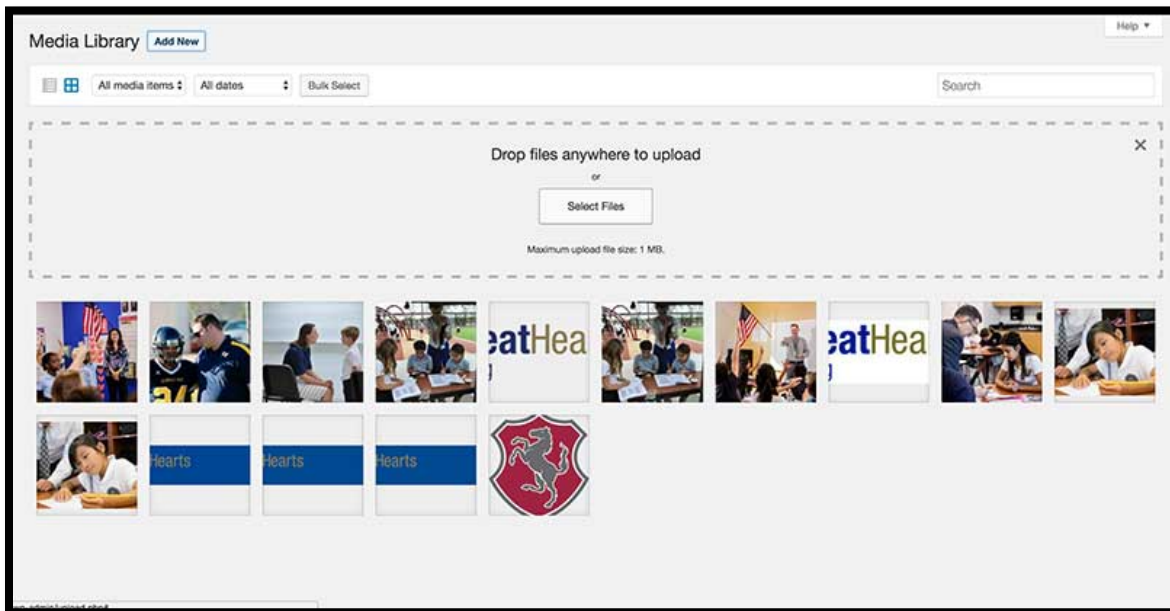 Help
Media Library Add New
All media items All dates Bulk Select Search
Drop files anywhere to upload
or
Select Files
Maximum upload file size: 1 MB.
eatHea
eatHea
Hearts Hearts Hearts